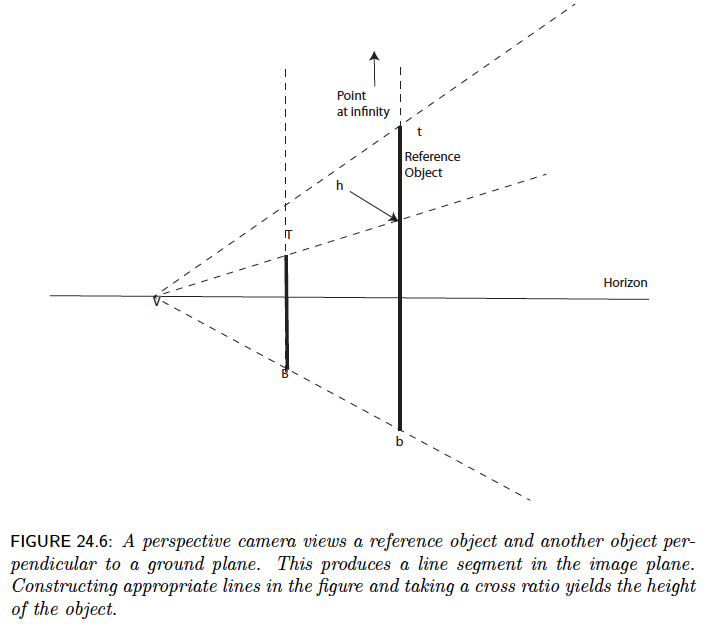 Point
at infinity
t
Reference
Object
h
T
Horizon
V
B
b
FIGURE 24.6: A perspective camera views a reference object and another object per-
pendicular to a ground plane. This produces a line segment in the image plane.
Constructing appropriate lines in the figure and taking a cross ratio yields the height
of the object.